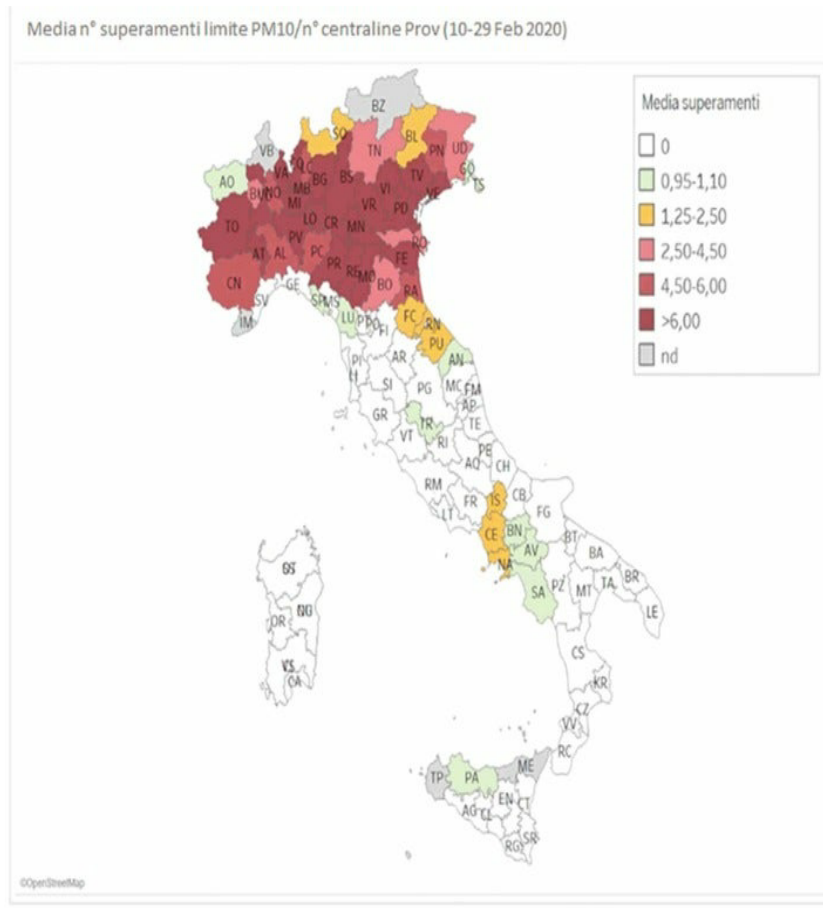 Media n° superamenti limite PM10/n° centraline Prov (10-29 Feb 2020)
Media superamenti
0
0,95-1,10
1,25-2,50
2,50-4,50
4,50-6,00
>6,00
nd
BZ
SO
BL
VB
TN
PN
UD
AO
VA
LC
BG
BS
TV
GO
TS
MB
VI
VE
NO
MI
VR
PD
TO
LO
CR
MN
PV
RO
AT
AL
PC
PR
RE
MO
FE
CN
BO
RA
GE
SV
SP
MS
IM
LU
PT
PO
FI
FC
RN
PU
PI
LI
AR
AN
SI
PG
MC
FM
AP
GR
TR
TE
VT
RI
PE
AQ
CH
RM
FR
IS
CB
LT
FG
CE
BN
BT
NA
AV
BA
SA
PZ
MT
TA
BR
LE
OR
CA
CS
KR
CZ
VV
RC
TP
PA
ME
AG
CL
EN
CT
RG
SR
©OpenStreetMap